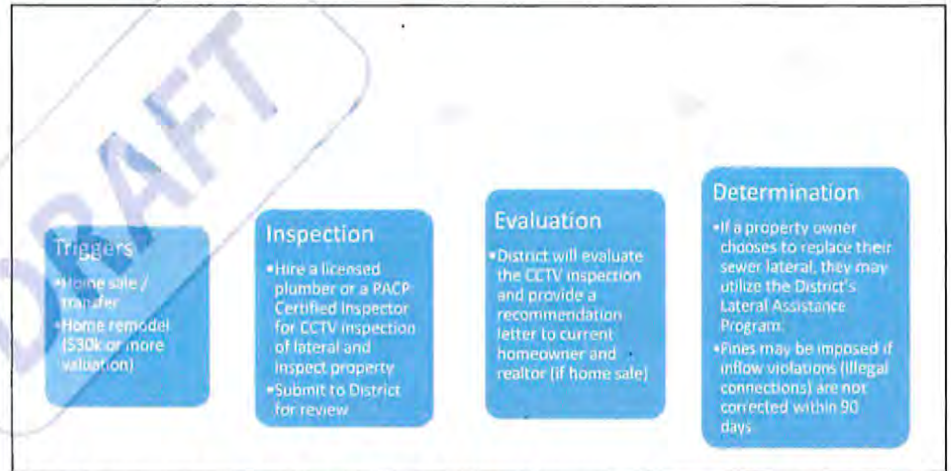 DRAFT
Triggers
•Home sale /
transfer
•Home remodel
($30k or more
valuation)
Inspection
•Hire a licensed
plumber or a PACP
Certified Inspector
for CCTV inspection
of lateral and
inspect property
•Submit to District
for review
Evaluation
•District will evaluate
the CCTV inspection
and provide a
recommendation
letter to current
homeowner and
realtor (if home sale)
Determination
•If a property owner
chooses to replace their
sewer lateral, they may
utilize the District's
Lateral Assistance
Program.
•Fines may be imposed if
inflow violations (illegal
connections) are not
corrected within 90
days